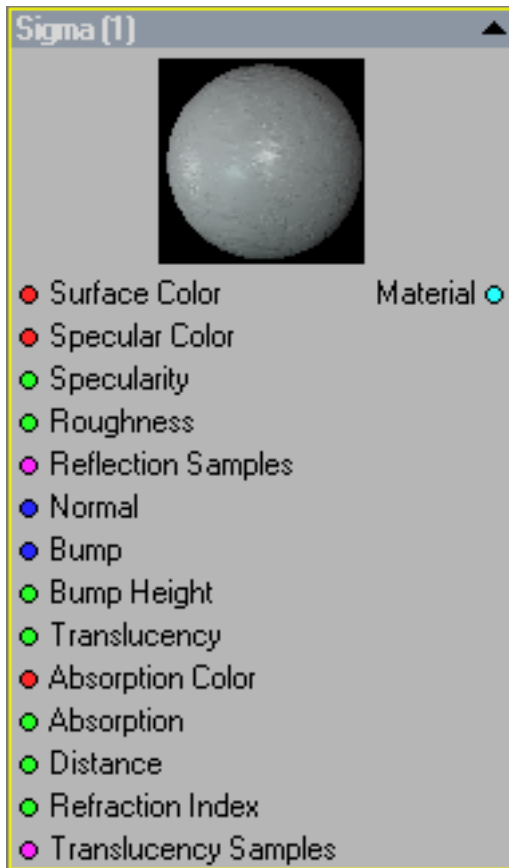 Sigma (1)
Surface Color Material
Specular Color
Specularity
Roughness
Reflection Samples
Normal
Bump
Bump Height
Translucency
Absorption Color
Absorption
Distance
Refraction Index
Translucency Samples